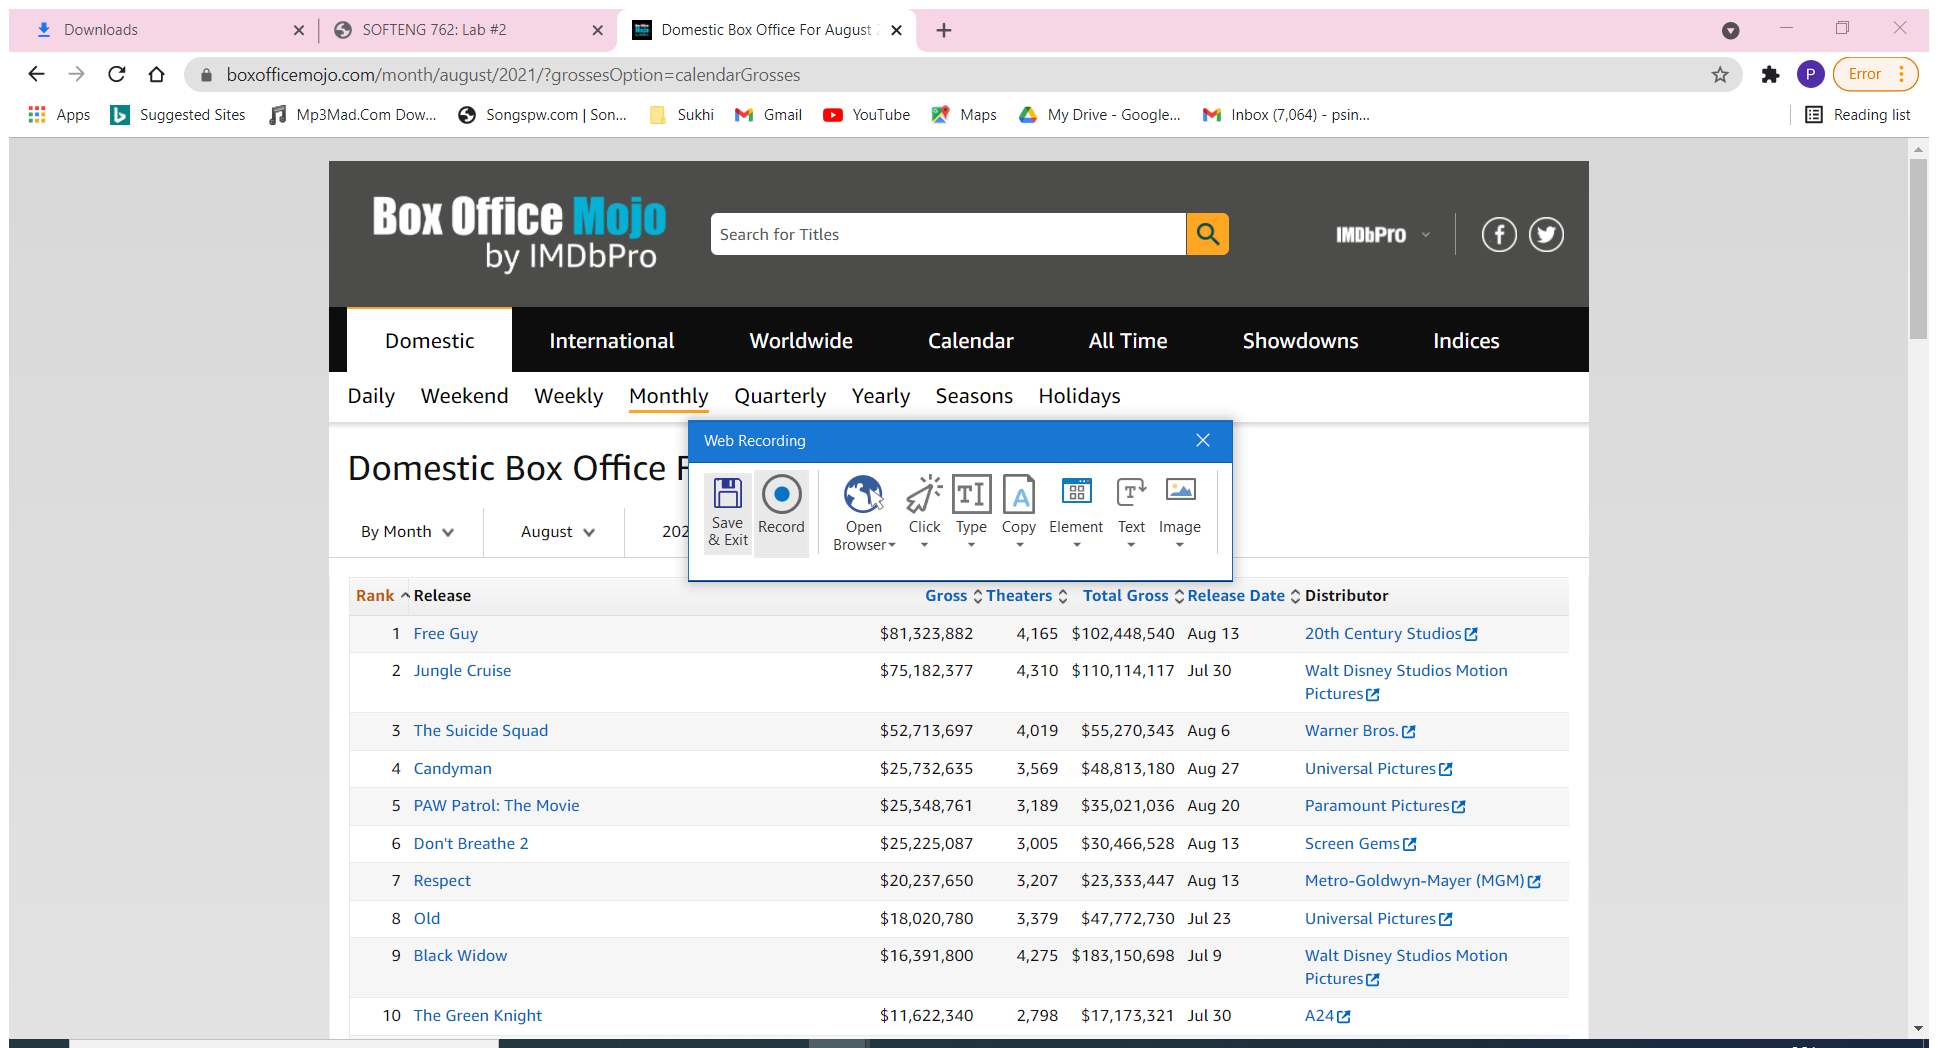 Downloads
SOFTENG 762: Lab #2
Domestic Box Office For August
boxofficemojo.com/month/august/2021/?grossesOption=calendarGrosses
P
Error
Apps
Suggested Sites
Mp3Mad.Com Dow...
Songspw.com | Son...
Sukhi
Gmail
YouTube
Maps
My Drive - Google...
Inbox (7,064) - psin...
Reading list
Box Office Mojo
by IMDbPro
Search for Titles
IMDbPro
Domestic International Worldwide Calendar All Time Showdowns Indices
Daily Weekend Weekly Monthly Quarterly Yearly Seasons Holidays
Domestic Box Office F
Web Recording
Save & Exit
Record
Open Browser
Click
Type
Copy
Element
Text
Image
By Month August 202
Rank Release Gross Theaters Total Gross Release Date Distributor
1 Free Guy $81,323,882 4,165 $102,448,540 Aug 13 20th Century Studios
2 Jungle Cruise $75,182,377 4,310 $110,114,117 Jul 30 Walt Disney Studios Motion
Pictures
3 The Suicide Squad $52,713,697 4,019 $55,270,343 Aug 6 Warner Bros.
4 Candyman $25,732,635 3,569 $48,813,180 Aug 27 Universal Pictures
5 PAW Patrol: The Movie $25,348,761 3,189 $35,021,036 Aug 20 Paramount Pictures
6 Don't Breathe 2 $25,225,087 3,005 $30,466,528 Aug 13 Screen Gems
7 Respect $20,237,650 3,207 $23,333,447 Aug 13 Metro-Goldwyn-Mayer (MGM)
8 Old $18,020,780 3,379 $47,772,730 Jul 23 Universal Pictures
9 Black Widow $16,391,800 4,275 $183,150,698 Jul 9 Walt Disney Studios Motion
Pictures
10 The Green Knight $11,622,340 2,798 $17,173,321 Jul 30 A24